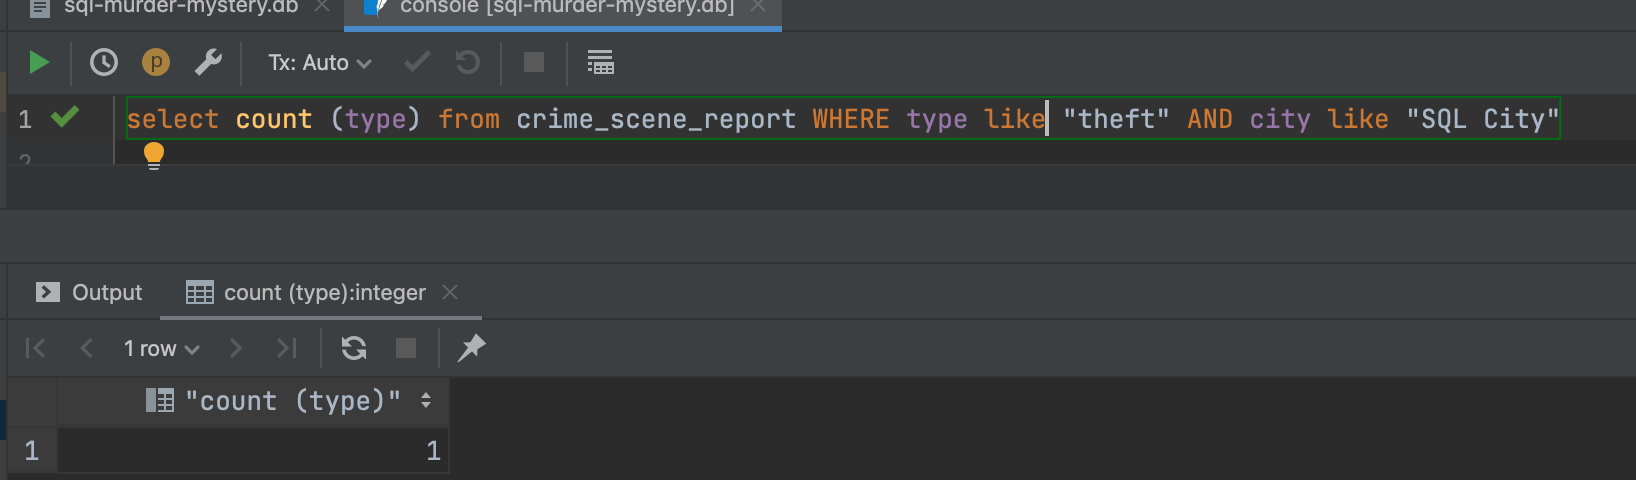 sql-murder-mystery.db
console [sql-murder-mystery.db]
p
Tx: Auto
1 select count (type) from crime_scene_report WHERE type like "theft" AND city like "SQL City"
2
Output
count (type):integer
1 row
"count (type)"
1 1